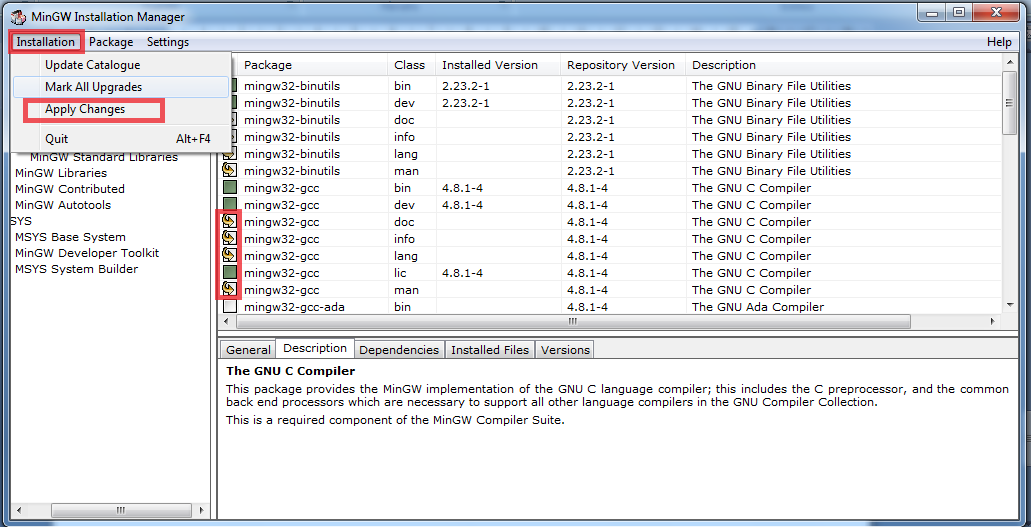 MinGW Installation Manager
Installation Package Settings Help
Update Catalogue
Mark All Upgrades
Apply Changes
Quit Alt+F4
MinGW Standard Libraries
MinGW Libraries
MinGW Contributed
MinGW Autotools
SYS
MSYS Base System
MinGW Developer Toolkit
MSYS System Builder
Package Class Installed Version Repository Version Description
mingw32-binutils bin 2.23.2-1 2.23.2-1 The GNU Binary File Utilities
mingw32-binutils dev 2.23.2-1 2.23.2-1 The GNU Binary File Utilities
mingw32-binutils doc 2.23.2-1 The GNU Binary File Utilities
mingw32-binutils info 2.23.2-1 The GNU Binary File Utilities
mingw32-binutils lang 2.23.2-1 The GNU Binary File Utilities
mingw32-binutils man 2.23.2-1 The GNU Binary File Utilities
mingw32-gcc bin 4.8.1-4 4.8.1-4 The GNU C Compiler
mingw32-gcc dev 4.8.1-4 4.8.1-4 The GNU C Compiler
mingw32-gcc doc 4.8.1-4 The GNU C Compiler
mingw32-gcc info 4.8.1-4 The GNU C Compiler
mingw32-gcc lang 4.8.1-4 The GNU C Compiler
mingw32-gcc lic 4.8.1-4 4.8.1-4 The GNU C Compiler
mingw32-gcc man 4.8.1-4 The GNU C Compiler
mingw32-gcc-ada bin 4.8.1-4 The GNU Ada Compiler
General Description Dependencies Installed Files Versions
The GNU C Compiler
This package provides the MinGW implementation of the GNU C language compiler; this includes the C preprocessor, and the common
back end processors which are necessary to support all other language compilers in the GNU Compiler Collection.
This is a required component of the MinGW Compiler Suite.